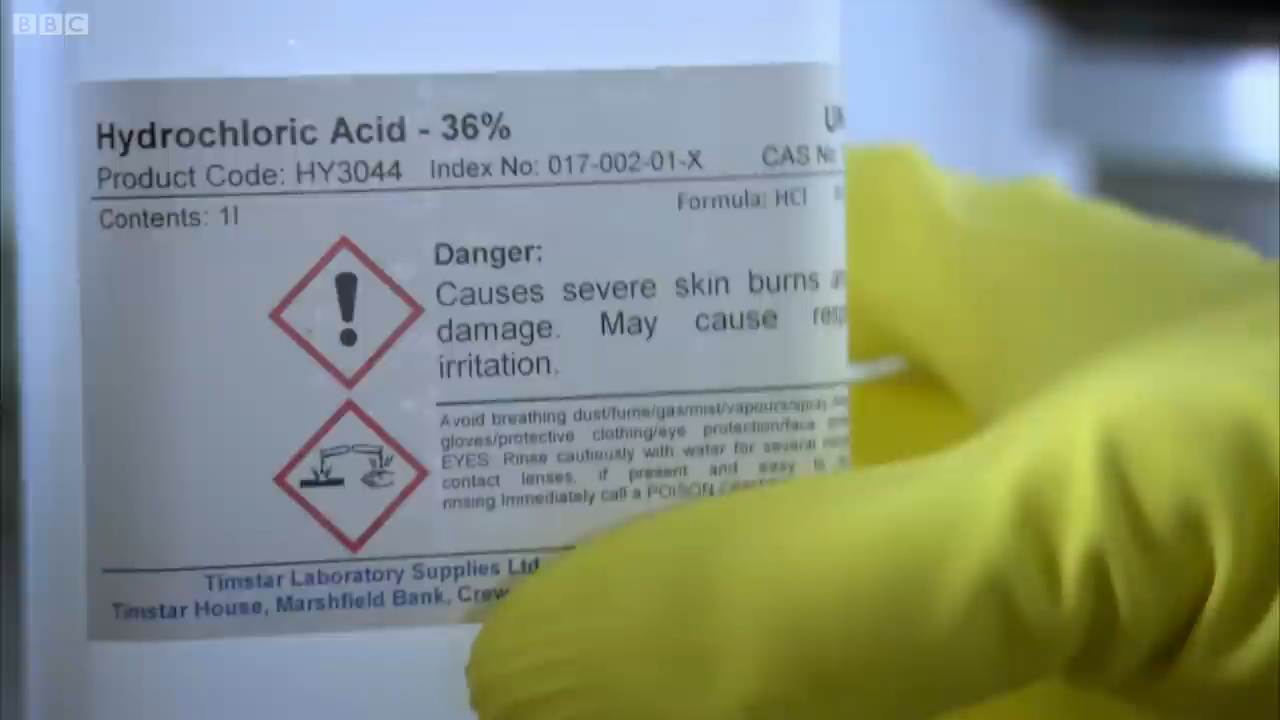 BBC
Hydrochloric Acid - 36%
Product Code: HY3044 Index No: 017-002-01-X CAS
Contents: 1l
Formula: HCl
Danger:
Causes severe skin burns
damage. May cause
irritation.
Avoid breathing dust/fume/gas/mist/vapours/spray
gloves/protective clothing/eye protection/face
EYES: Rinse cautiously with water for several
contact lenses, if present and easy
rinsing Immediately call a POISON
Timstar Laboratory Supplies Ltd
Timstar House, Marshfield Bank,